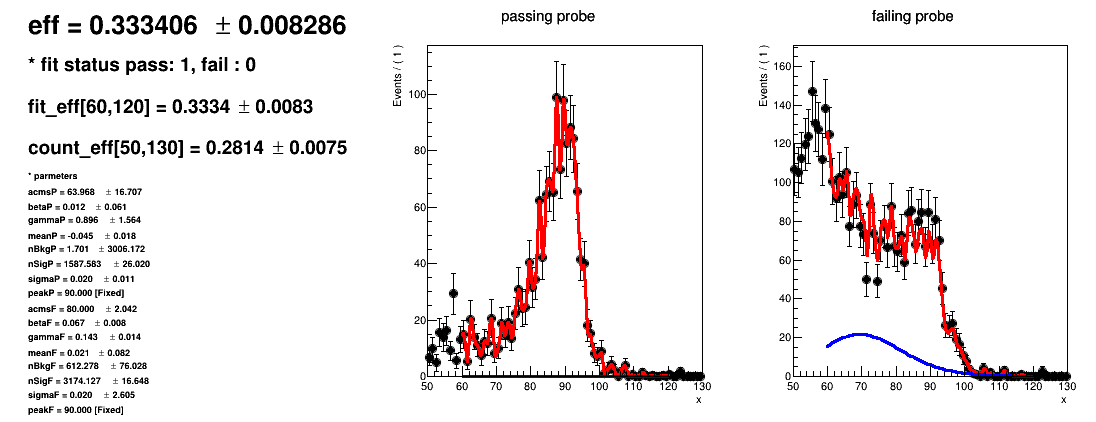 eff = 0.333406 ± 0.008286
* fit status pass: 1, fail : 0
fit_eff[60,120] = 0.3334 ± 0.0083
count_eff[50,130] = 0.2814 ± 0.0075
* parmeters
acmsP = 63.968 ± 16.707
betaP = 0.012 ± 0.061
gammaP = 0.896 ± 1.564
meanP = -0.045 ± 0.018
nBkgP = 1.701 ± 3006.172
nSigP = 1587.583 ± 26.020
sigmaP = 0.020 ± 0.011
peakP = 90.000 [Fixed]
acmsF = 80.000 ± 2.042
betaF = 0.067 ± 0.008
gammaF = 0.143 ± 0.014
meanF = 0.021 ± 0.082
nBkgF = 612.278 ± 76.028
nSigF = 3174.127 ± 16.648
sigmaF = 0.020 ± 2.605
peakF = 90.000 [Fixed]
passing probe
Events / ( 1 )
100
80
60
40
20
0
50 60 70 80 90 100 110 120 130
x
failing probe
Events / ( 1 )
160
140
120
100
80
60
40
20
0
50 60 70 80 90 100 110 120 130
x